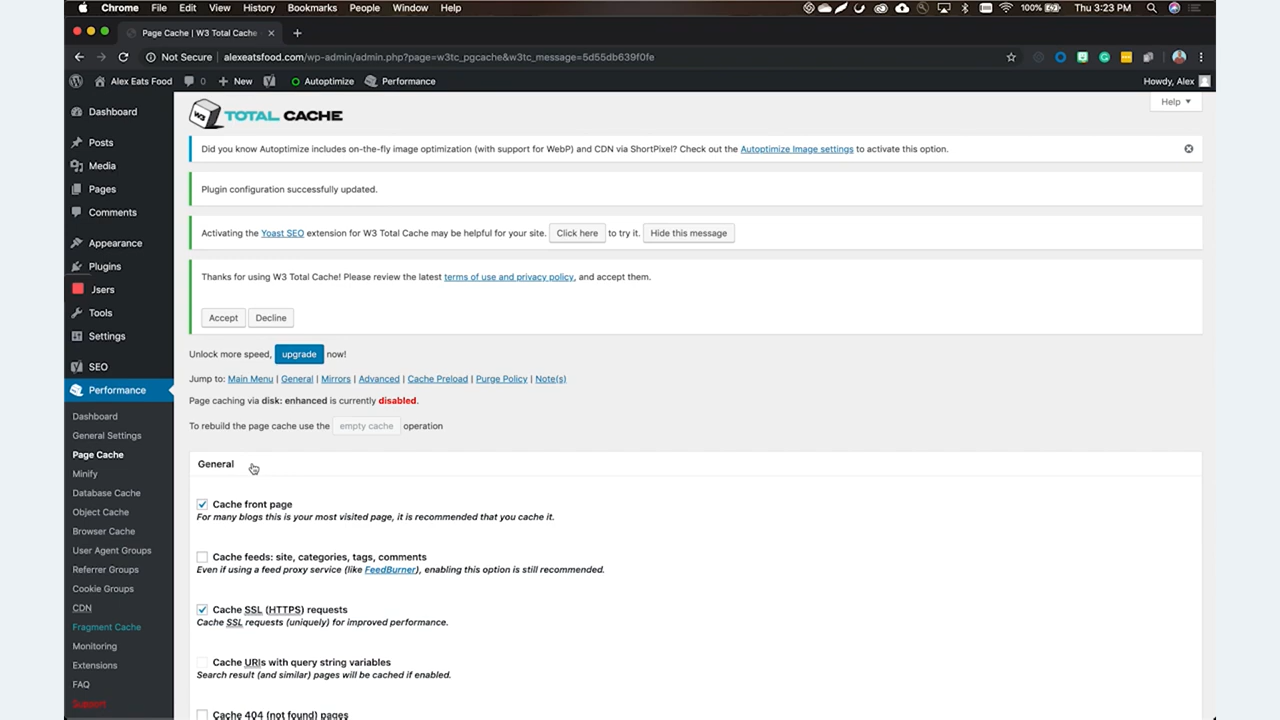 Chrome File Edit View History Bookmarks People Window Help 100% Thu 3:23 PM
Page Cache | W3 Total Cache
Not Secure | alexeatsfood.com/wp-admin/admin.php?page=w3tc_pgcache&w3tc_message=5d55db639f0fe
Alex Eats Food 0 New Autoptimize Performance Howdy, Alex
Help
Dashboard
Posts
Media
Pages
Comments
Appearance
Plugins
Jsers
Tools
Settings
SEO
Performance
Dashboard
General Settings
Page Cache
Minify
Database Cache
Object Cache
Browser Cache
User Agent Groups
Referrer Groups
Cookie Groups
CDN
Fragment Cache
Monitoring
Extensions
FAQ
Support
W3 TOTAL CACHE
Did you know Autoptimize includes on-the-fly image optimization (with support for WebP) and CDN via ShortPixel? Check out the Autoptimize Image settings to activate this option.
Plugin configuration successfully updated.
Activating the Yoast SEO extension for W3 Total Cache may be helpful for your site. Click here to try it. Hide this message
Thanks for using W3 Total Cache! Please review the latest terms of use and privacy policy, and accept them.
Accept Decline
Unlock more speed, upgrade now!
Jump to: Main Menu | General | Mirrors | Advanced | Cache Preload | Purge Policy | Note(s)
Page caching via disk: enhanced is currently disabled.
To rebuild the page cache use the empty cache operation
General
Cache front page
For many blogs this is your most visited page, it is recommended that you cache it.
Cache feeds: site, categories, tags, comments
Even if using a feed proxy service (like FeedBurner), enabling this option is still recommended.
Cache SSL (HTTPS) requests
Cache SSL requests (uniquely) for improved performance.
Cache URIs with query string variables
Search result (and similar) pages will be cached if enabled.
Cache 404 (not found) pages